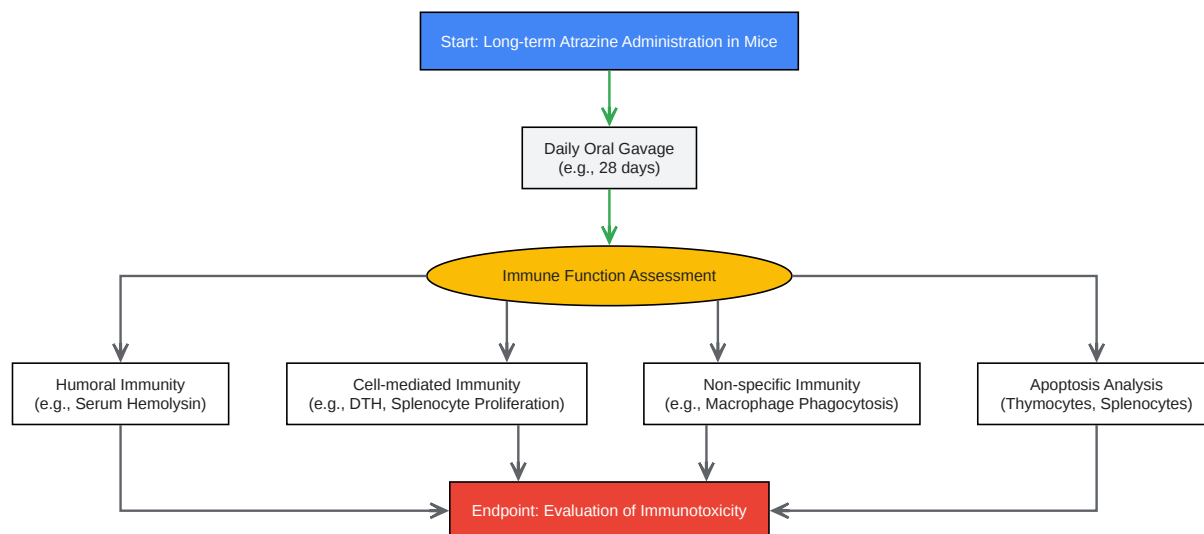 Start: Long-term Atrazine Administration in Mice
Daily Oral Gavage
(e.g., 28 days)
Immune Function Assessment
Humoral Immunity
(e.g., Serum Hemolysin)
Cell-mediated Immunity
(e.g., DTH, Splenocyte Proliferation)
Non-specific Immunity
(e.g., Macrophage Phagocytosis)
Apoptosis Analysis
(Thymocytes, Splenocytes)
Endpoint: Evaluation of Immunotoxicity